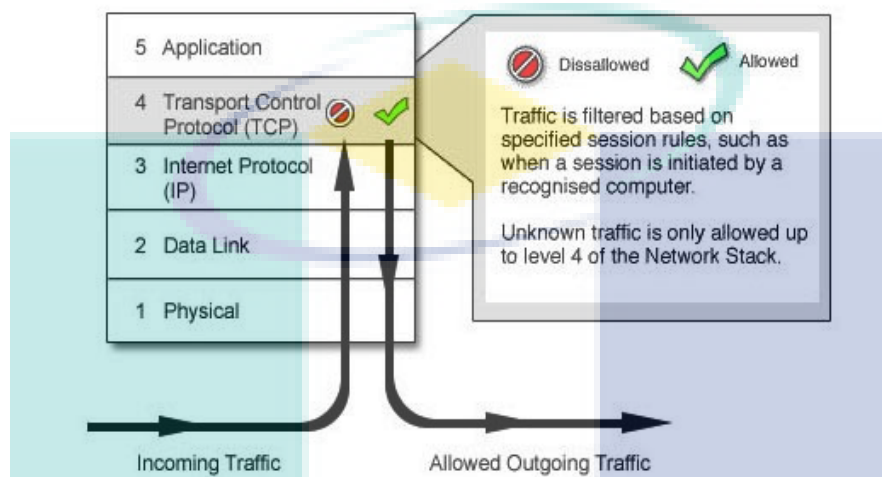 5 Application
4 Transport Control
Protocol (TCP)
3 Internet Protocol
(IP)
2 Data Link
1 Physical
Incoming Traffic
Allowed Outgoing Traffic
Dissallowed
Allowed
Traffic is filtered based on
specified session rules, such as
when a session is initiated by a
recognised computer.
Unknown traffic is only allowed up
to level 4 of the Network Stack.